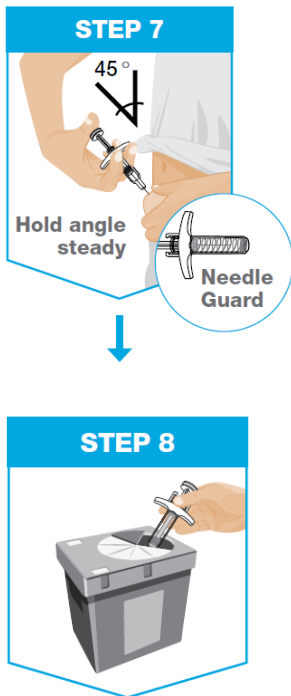 STEP 7
45°
Hold angle
steady
Needle
Guard
STEP 8